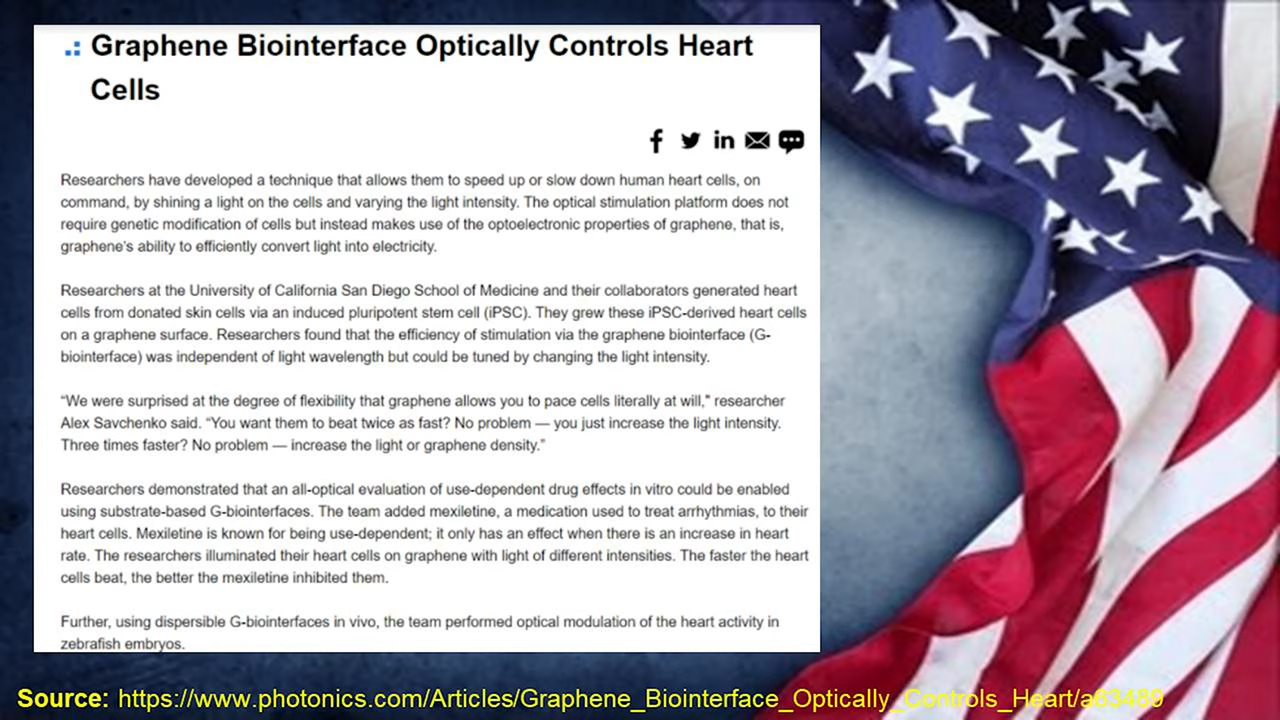 Graphene Biointerface Optically Controls Heart
Cells
Researchers have developed a technique that allows them to speed up or slow down human heart cells, on
command, by shining a light on the cells and varying the light intensity. The optical stimulation platform does not
require genetic modification of cells but instead makes use of the optoelectronic properties of graphene, that is,
graphene's ability to efficiently convert light into electricity.
Researchers at the University of California San Diego School of Medicine and their collaborators generated heart
cells from donated skin cells via an induced pluripotent stem cell (iPSC). They grew these iPSC-derived heart cells
on a graphene surface. Researchers found that the efficiency of stimulation via the graphene biointerface (G-
biointerface) was independent of light wavelength but could be tuned by changing the light intensity.
“We were surprised at the degree of flexibility that graphene allows you to pace cells literally at will," researcher
Alex Savchenko said. “You want them to beat twice as fast? No problem — you just increase the light intensity.
Three times faster? No problem — increase the light or graphene density.”
Researchers demonstrated that an all-optical evaluation of use-dependent drug effects in vitro could be enabled
using substrate-based G-biointerfaces. The team added mexiletine, a medication used to treat arrhythmias, to their
heart cells. Mexiletine is known for being use-dependent; it only has an effect when there is an increase in heart
rate. The researchers illuminated their heart cells on graphene with light of different intensities. The faster the heart
cells beat, the better the mexiletine inhibited them.
Further, using dispersible G-biointerfaces in vivo, the team performed optical modulation of the heart activity in
zebrafish embryos.
Source: https://www.photonics.com/Articles/Graphene_Biointerface_Optically_Controls_Heart/a63489